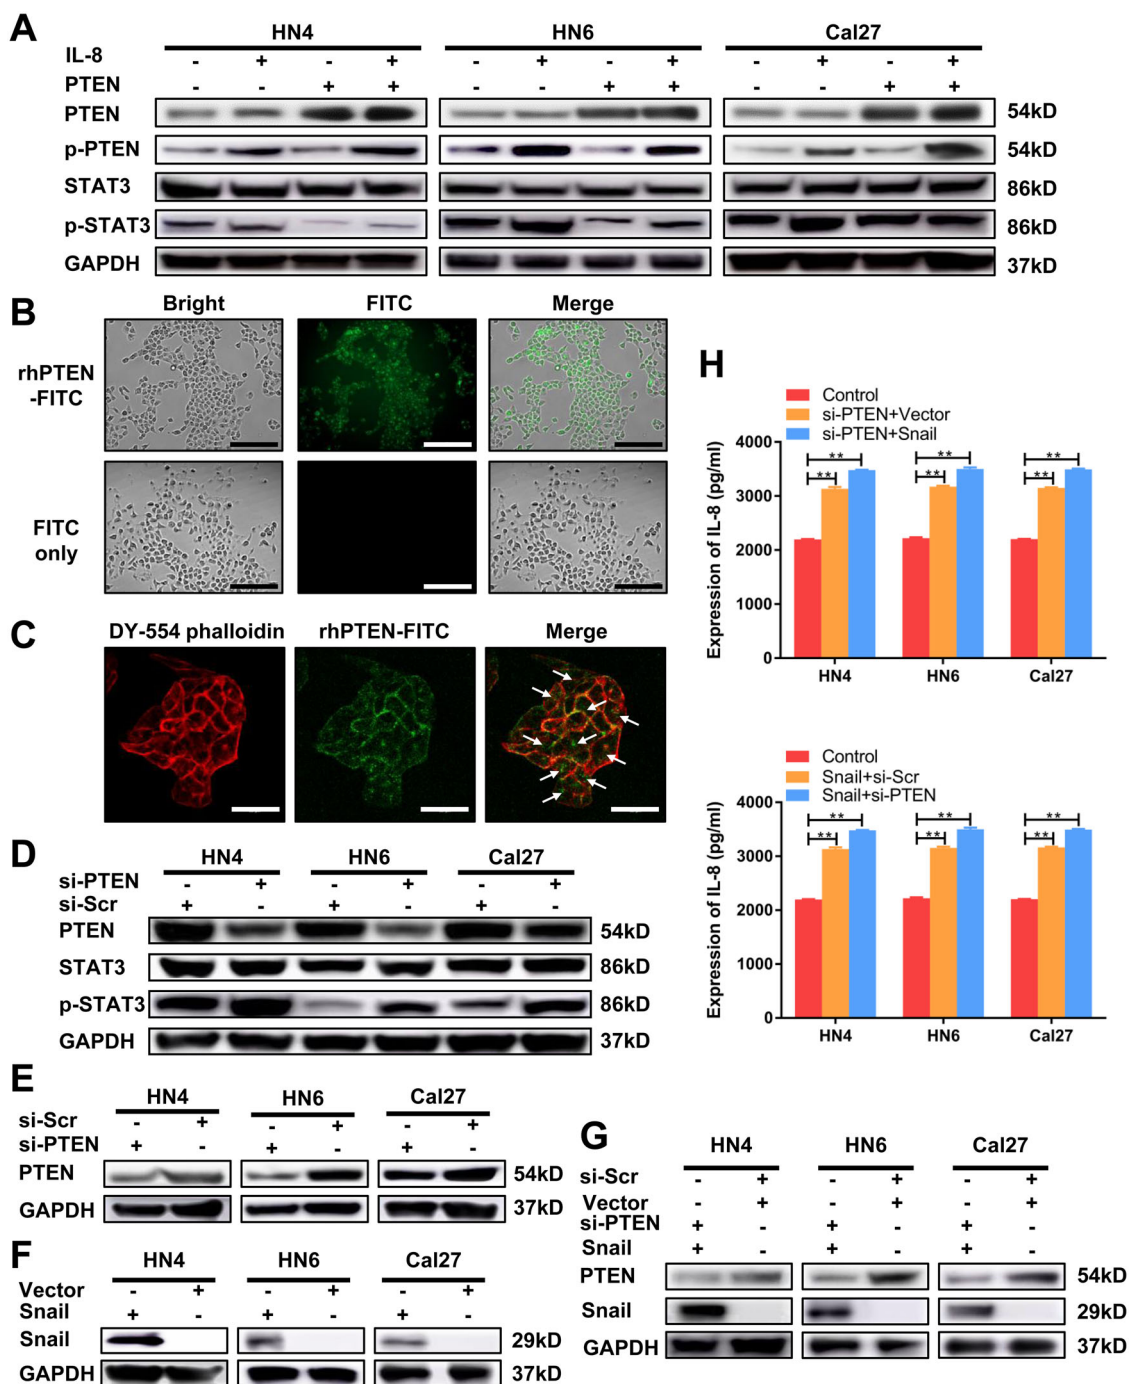 A
HN4 HN6 Cal27
IL-8 - + - + - + - + - + - +
PTEN - - + + - - + + - - + +
PTEN 54kD
p-PTEN 54kD
STAT3 86kD
p-STAT3 86kD
GAPDH 37kD
B
Bright FITC Merge
rhPTEN
-FITC
FITC
only
C
DY-554 phalloidin rhPTEN-FITC Merge
D
HN4 HN6 Cal27
si-PTEN - + - + - +
si-Scr + - + - + -
PTEN 54kD
STAT3 86kD
p-STAT3 86kD
GAPDH 37kD
E
HN4 HN6 Cal27
si-Scr - + - + - +
si-PTEN + - + - + -
PTEN 54kD
GAPDH 37kD
F
HN4 HN6 Cal27
Vector - + - + - +
Snail + - + - + -
Snail 29kD
GAPDH 37kD
G
HN4 HN6 Cal27
si-Scr - + - + - +
Vector - + - + - +
si-PTEN + - + - + -
Snail + - + - + -
PTEN 54kD
Snail 29kD
GAPDH 37kD
H
Control
si-PTEN+Vector
si-PTEN+Snail
Expression of IL-8 (pg/ml)
4000
3000
2000
1000
0
** ** **
** ** **
HN4 HN6 Cal27
Control
Snail+si-Scr
Snail+si-PTEN
Expression of IL-8 (pg/ml)
4000
3000
2000
1000
0
** ** **
** ** **
HN4 HN6 Cal27